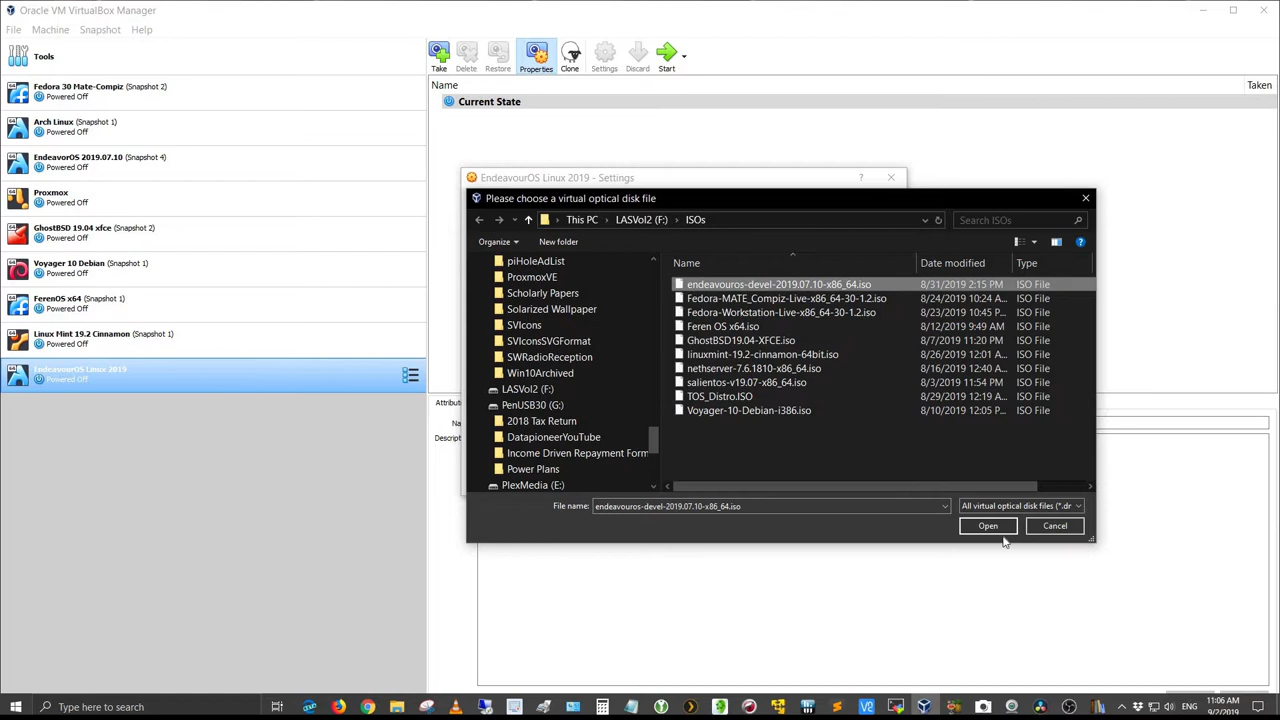 Oracle VM VirtualBox Manager
File Machine Snapshot Help
Tools
Take Delete Restore Properties Clone Settings Discard Start
Name Taken
Current State
Fedora 30 Mate-Compiz (Snapshot 2)
Powered Off
Arch Linux (Snapshot 1)
Powered Off
EndeavorOS 2019.07.10 (Snapshot 4)
Powered Off
Proxmox
Powered Off
GhostBSD 19.04 xfce (Snapshot 2)
Powered Off
Voyager 10 Debian (Snapshot 1)
Powered Off
FerenOS x64 (Snapshot 1)
Powered Off
Linux Mint 19.2 Cinnamon (Snapshot 1)
Powered Off
EndeavourOS Linux 2019
Powered Off
Attribut
Na
Descript
EndeavourOS Linux 2019 - Settings ?
Please choose a virtual optical disk file
This PC LASVol2 (F:) ISOs Search ISOs
Organize New folder
piHoleAdList
ProxmoxVE
Scholarly Papers
Solarized Wallpaper
SVIcons
SVIconsSVGFormat
SWRadioReception
Win10Archived
LASVol2 (F:)
PenUSB30 (G:)
2018 Tax Return
DatapioneerYouTube
Income Driven Repayment Form
Power Plans
PlexMedia (E:)
Name Date modified Type
endeavouros-devel-2019.07.10-x86_64.iso 8/31/2019 2:15 PM ISO File
Fedora-MATE_Compiz-Live-x86_64-30-1.2.iso 8/24/2019 10:24 A... ISO File
Fedora-Workstation-Live-x86_64-30-1.2.iso 8/23/2019 10:45 P... ISO File
Feren OS x64.iso 8/12/2019 9:49 AM ISO File
GhostBSD19.04-XFCE.iso 8/7/2019 11:20 PM ISO File
linuxmint-19.2-cinnamon-64bit.iso 8/26/2019 12:01 A... ISO File
nethserver-7.6.1810-x86_64.iso 8/16/2019 12:40 A... ISO File
salientos-v19.07-x86_64.iso 8/3/2019 11:54 PM ISO File
TOS_Distro.ISO 8/29/2019 12:19 A... ISO File
Voyager-10-Debian-i386.iso 8/10/2019 12:05 P... ISO File
File name: endeavouros-devel-2019.07.10-x86_64.iso All virtual optical disk files (*.dr
Open Cancel
Type here to search
ENG
11:06 AM
9/2/2019